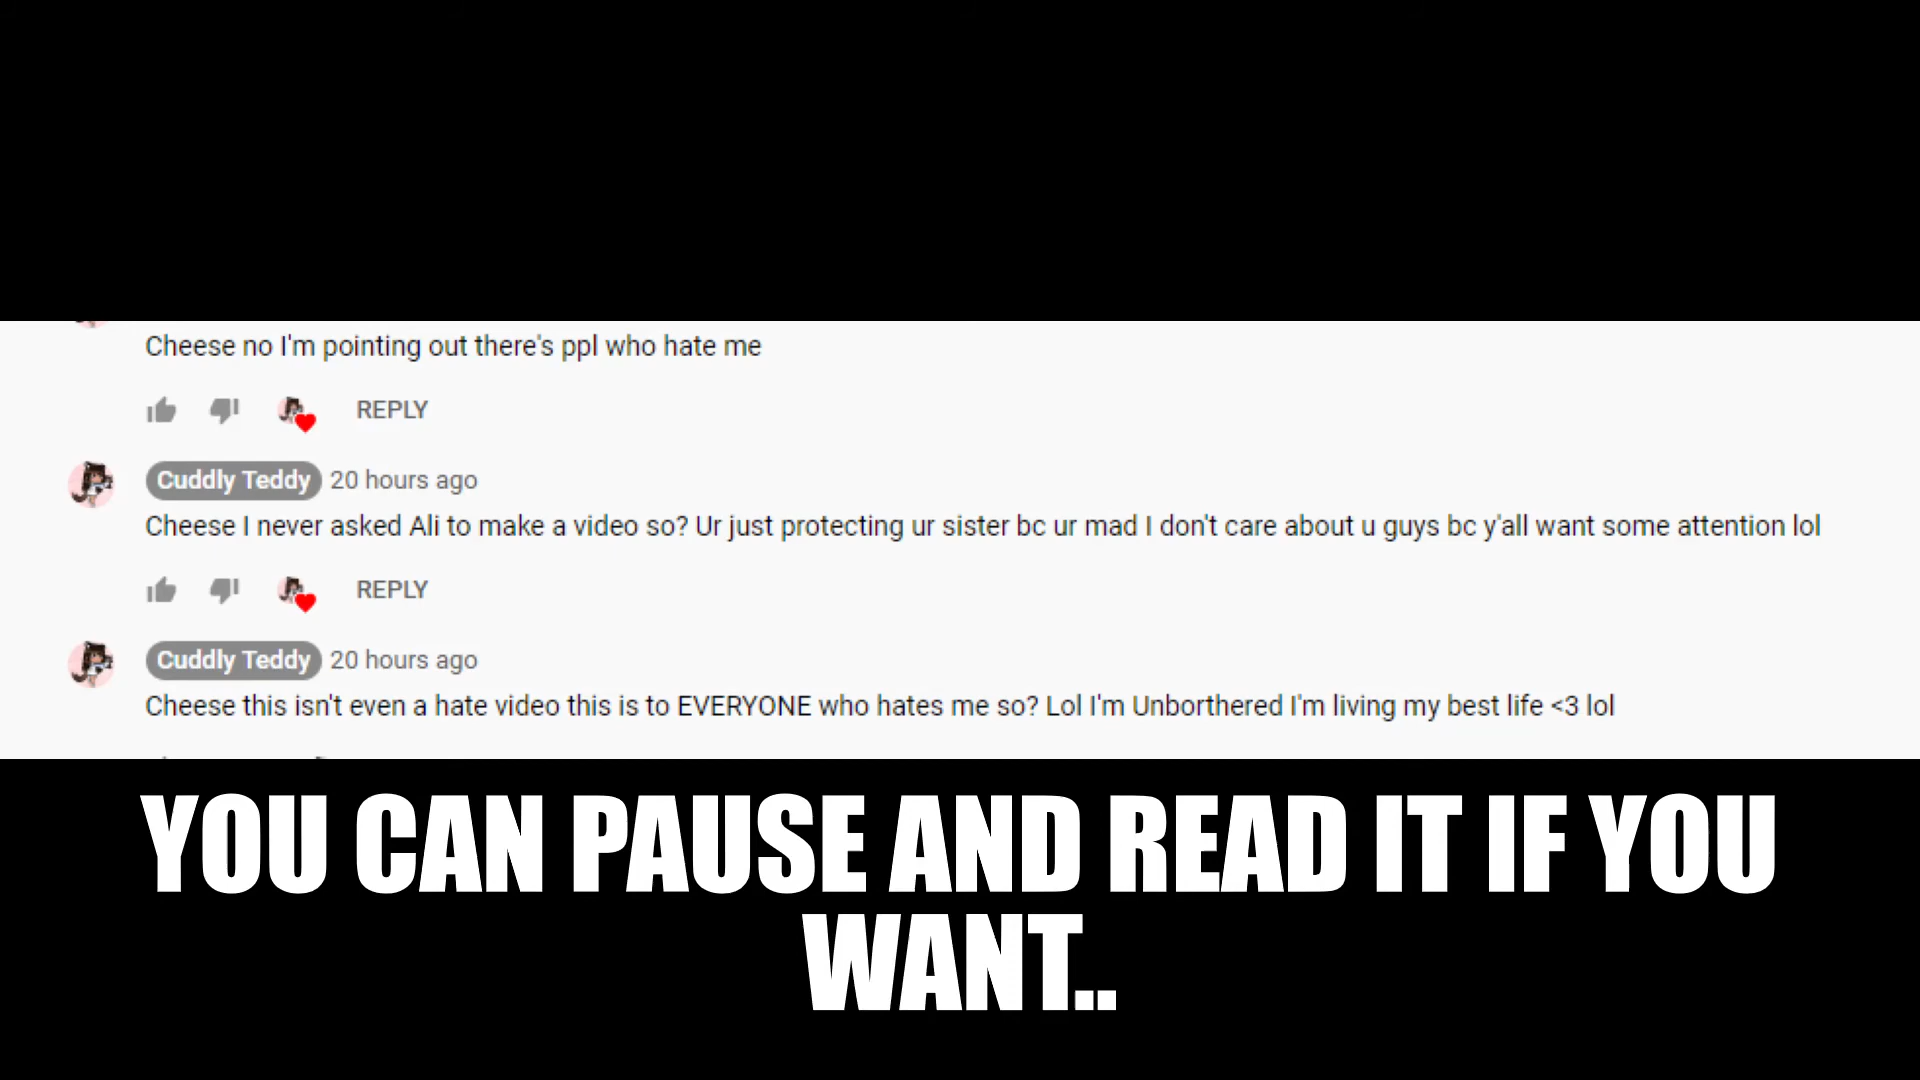 Cheese no I'm pointing out there's ppl who hate me
REPLY
Cuddly Teddy 20 hours ago
Cheese I never asked Ali to make a video so? Ur just protecting ur sister bc ur mad I don't care about u guys bc y'all want some attention lol
REPLY
Cuddly Teddy 20 hours ago
Cheese this isn't even a hate video this is to EVERYONE who hates me so? Lol I'm Unborthered I'm living my best life <3 lol
YOU CAN PAUSE AND READ IT IF YOU
WANT..